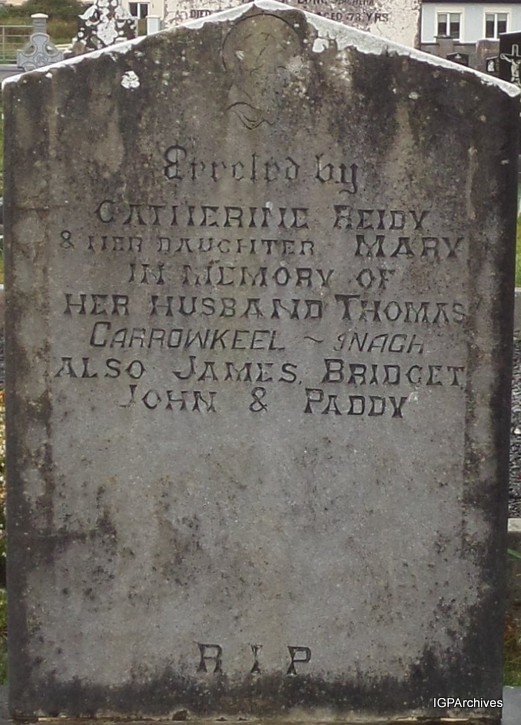 Erected by
CATHERINE REIDY
& HER DAUGHTER MARY
IN MEMORY OF
HER HUSBAND THOMAS
CARROWKEEL ~ INAGH
ALSO JAMES, BRIDGET,
JOHN & PADDY
R I P
IGPArchives